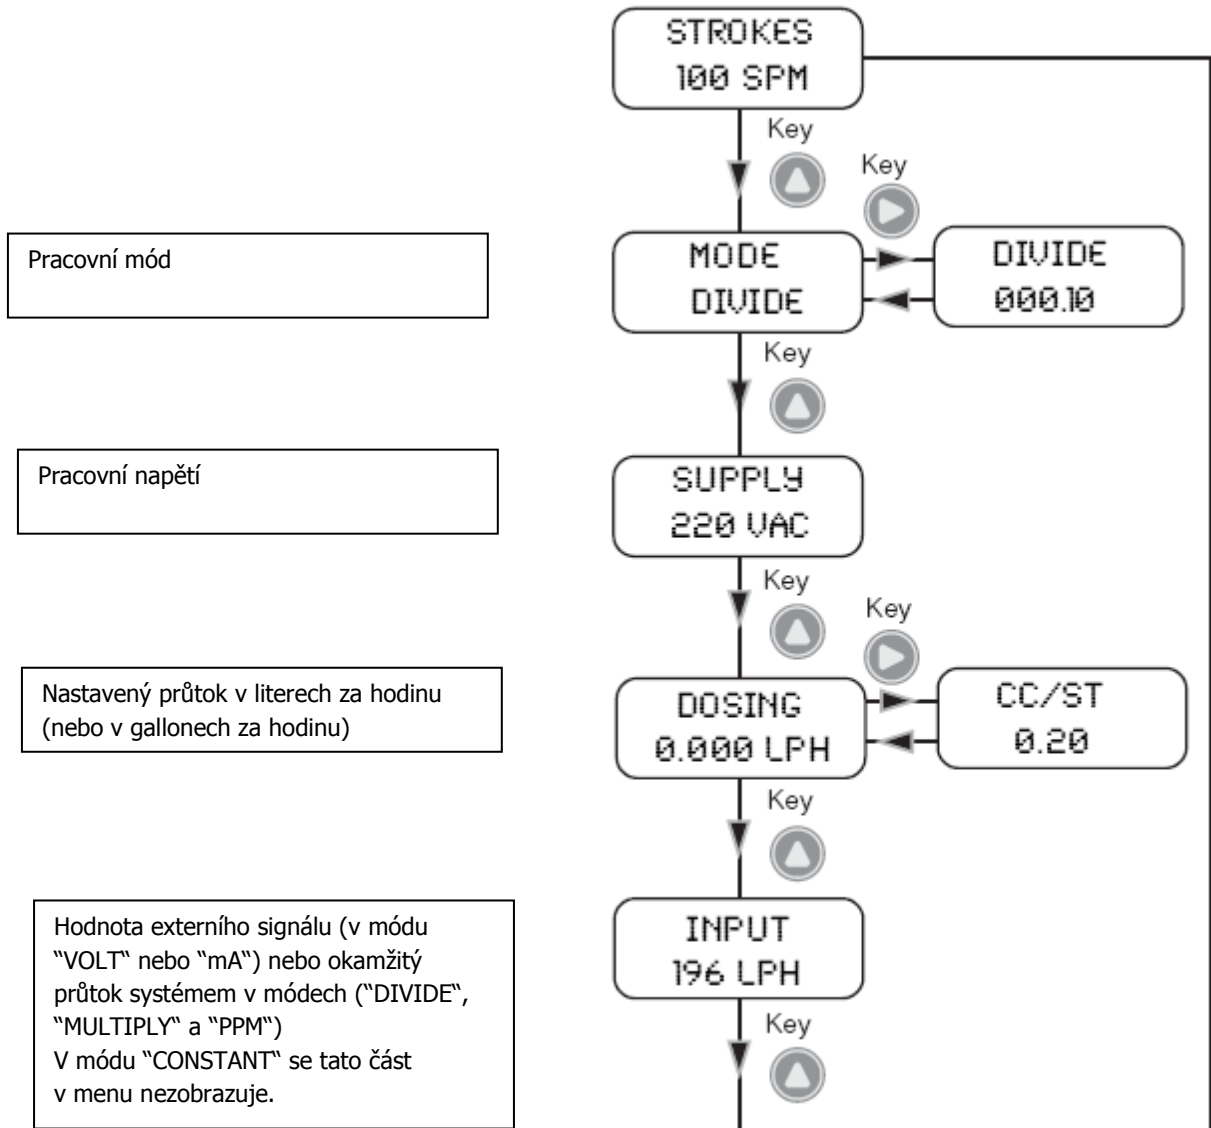 STROKES
100 SPM
Key
Key
Pracovní mód
MODE
DIVIDE
DIVIDE
000.10
Key
Pracovní napětí
SUPPLY
220 VAC
Key
Key
Nastavený průtok v literech za hodinu
(nebo v gallonech za hodinu)
DOSING
0.000 LPH
CC/ST
0.20
Key
Hodnota externího signálu (v módu
“VOLT“ nebo “mA“) nebo okamžitý
průtok systémem v módech (“DIVIDE“,
“MULTIPLY“ a “PPM“)
V módu “CONSTANT“ se tato část
v menu nezobrazuje.
INPUT
196 LPH
Key